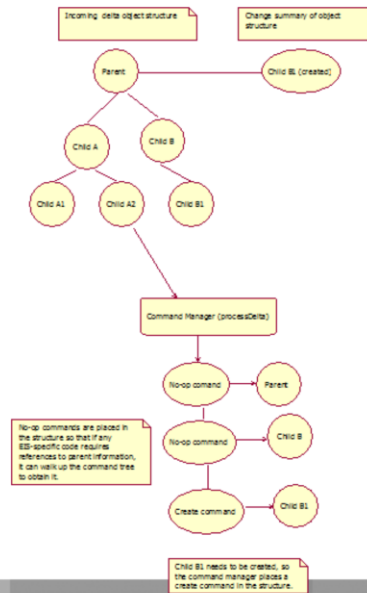 Incoming delta object structure
Change summary of object
structure
Parent
Child B1 (created)
Child A
Child B
Child A1
Child A2
Child B1
Command Manager (processDelta)
No-op comand
Parent
No-op commands are placed in
the structure so that if any
EIS-specific code requires
references to parent information,
it can walk up the command tree
to obtain it.
No-op command
Child B
Create command
Child B1
Child B1 needs to be created, so
the command manager places a
create command in the structure.